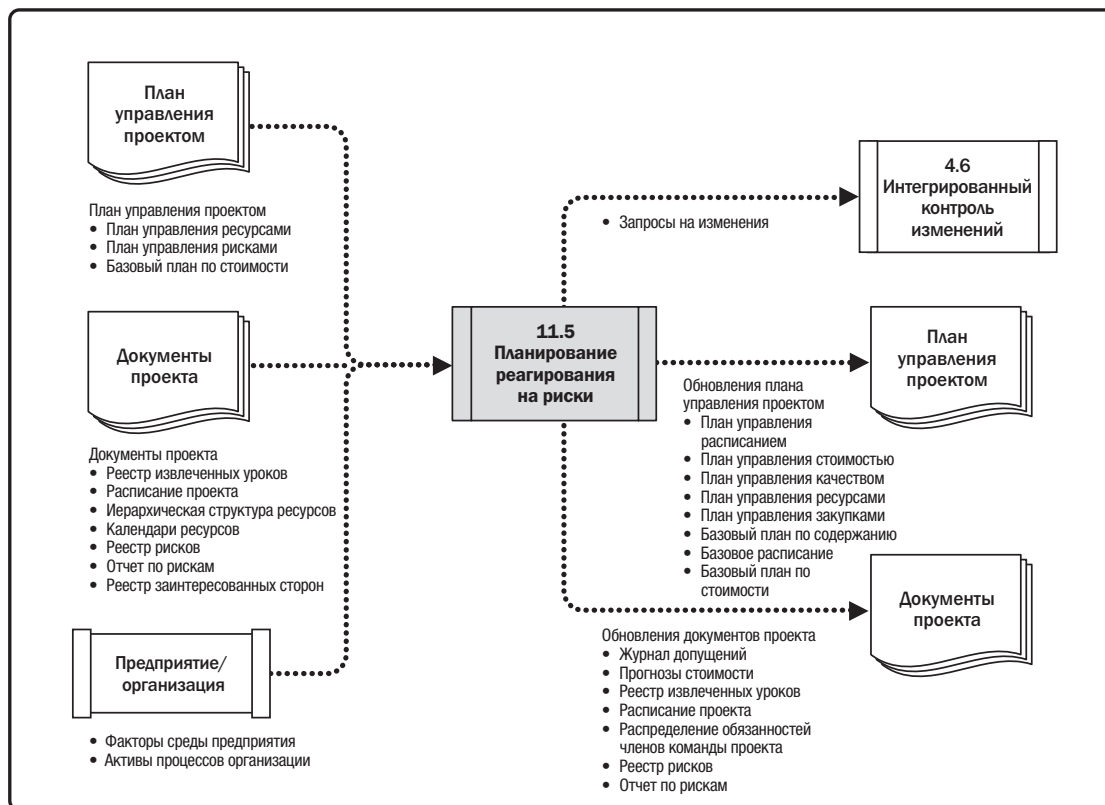 План
управления
проектом
План управления проектом
• План управления ресурсами
• План управления рисками
• Базовый план по стоимости
Документы
проекта
Документы проекта
• Реестр извлеченных уроков
• Расписание проекта
• Иерархическая структура ресурсов
• Календари ресурсов
• Реестр рисков
• Отчет по рискам
• Реестр заинтересованных сторон
Предприятие/
организация
• Факторы среды предприятия
• Активы процессов организации
11.5
Планирование
реагирования
на риски
• Запросы на изменения
4.6
Интегрированный
контроль
изменений
План
управления
проектом
Обновления плана
управления проектом
• План управления
расписанием
• План управления стоимостью
• План управления качеством
• План управления ресурсами
• План управления закупками
• Базовый план по содержанию
• Базовое расписание
• Базовый план по
стоимости
Документы
проекта
Обновления документов проекта
• Журнал допущений
• Прогнозы стоимости
• Реестр извлеченных уроков
• Расписание проекта
• Распределение обязанностей
членов команды проекта
• Реестр рисков
• Отчет по рискам